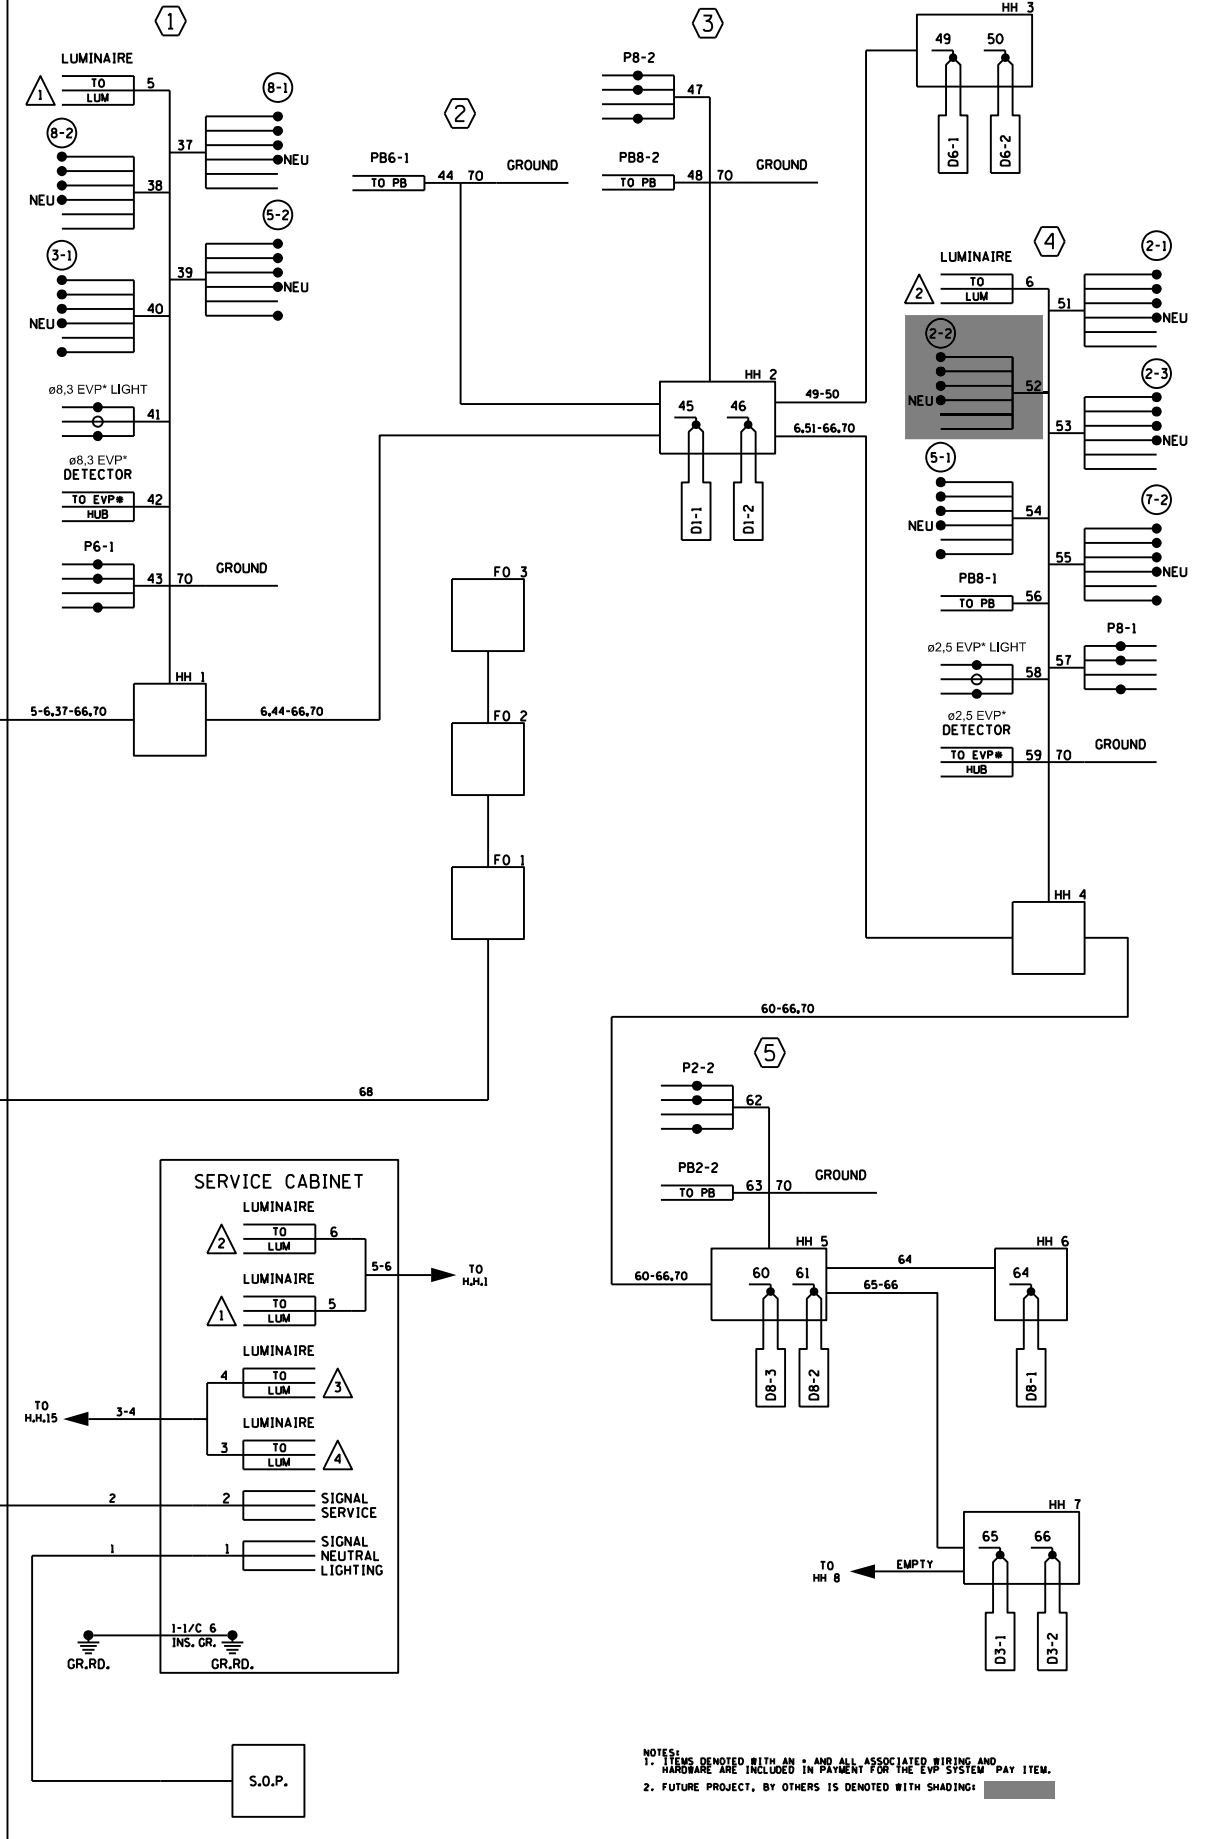 1
LUMINAIRE
TO
LUM
5
1
8-1
37
NEU
8-2
38
NEU
5-2
39
NEU
3-1
40
NEU
ø8,3 EVP* LIGHT
41
ø8,3 EVP*
DETECTOR
TO EVP*
HUB
42
P6-1
43 70
GROUND
HH 1
5-6,37-66,70
6,44-66,70
2
PB6-1
TO PB
44 70
GROUND
3
P8-2
47
PB8-2
TO PB
48 70
GROUND
HH 2
45 46
D1-1
D1-2
49-50
6,51-66,70
HH 3
49 50
D6-1
D6-2
4
LUMINAIRE
TO
LUM
6
2
2-1
51
NEU
2-2
52
NEU
2-3
53
NEU
5-1
54
NEU
7-2
55
NEU
PB8-1
TO PB
56
P8-1
57
ø2,5 EVP* LIGHT
58
ø2,5 EVP*
DETECTOR
TO EVP*
HUB
59 70
GROUND
HH 4
60-66,70
FO 3
FO 2
FO 1
68
5
P2-2
62
PB2-2
TO PB
63 70
GROUND
HH 5
60-66,70
60 61
D8-3
D8-2
64
65-66
HH 6
64
D8-1
HH 7
65 66
D3-1
D3-2
EMPTY
TO
HH 8
SERVICE CABINET
LUMINAIRE
TO
LUM
6
2
LUMINAIRE
TO
LUM
5
1
5-6
TO
H.H.1
LUMINAIRE
TO
LUM
4
3
LUMINAIRE
TO
LUM
3
4
3-4
TO
H.H.15
2
2
SIGNAL
SERVICE
1
1
SIGNAL
NEUTRAL
LIGHTING
1-1/C 6
INS. GR.
GR.RD.
GR.RD.
S.O.P.
NOTES:
1. ITEMS DENOTED WITH AN * AND ALL ASSOCIATED WIRING AND
HARDWARE ARE INCLUDED IN PAYMENT FOR THE EVP SYSTEM PAY ITEM.
2. FUTURE PROJECT, BY OTHERS IS DENOTED WITH SHADING: